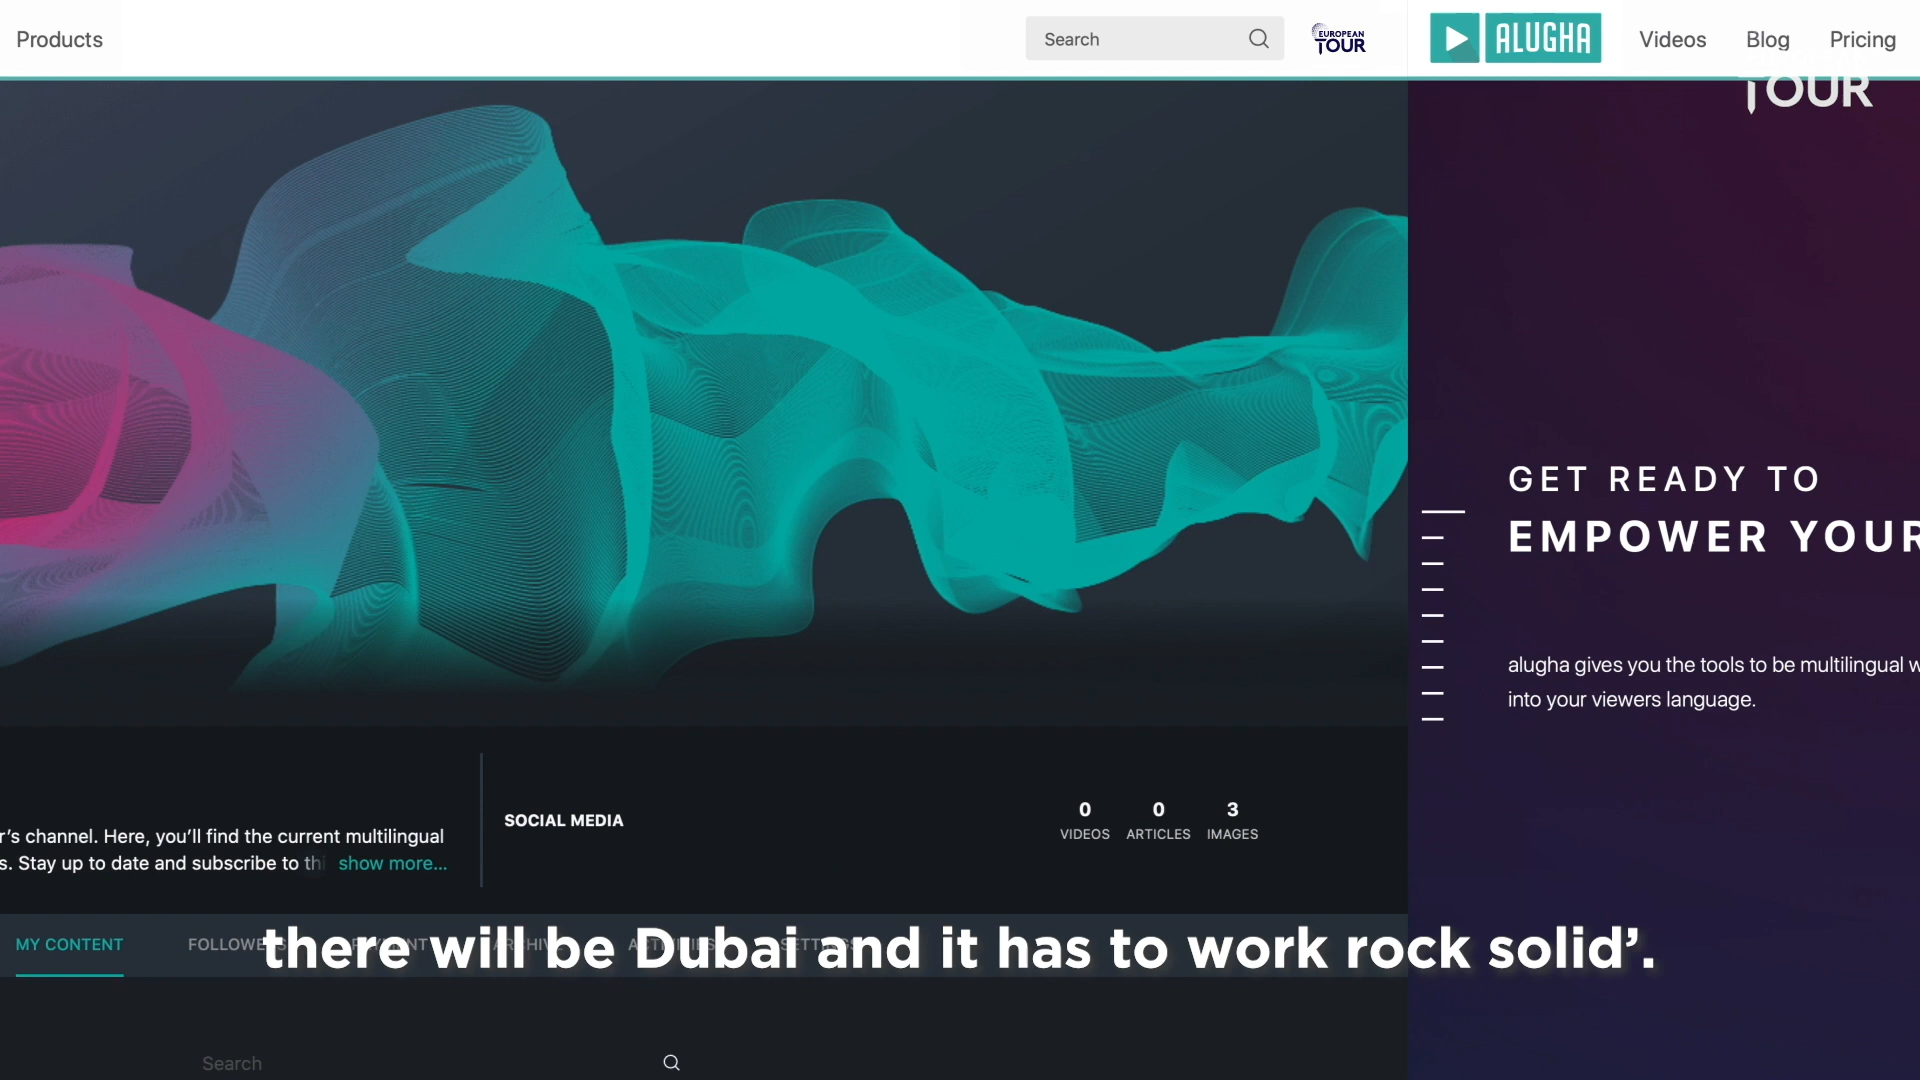 Products
Search
EUROPEAN
TOUR
ALUGHA
Videos
Blog
Pricing
TOUR
GET READY TO
EMPOWER YOUR
alugha gives you the tools to be multilingual w
into your viewers language.
r’s channel. Here, you’ll find the current multilingual
s. Stay up to date and subscribe to thi show more...
SOCIAL MEDIA
0
VIDEOS
0
ARTICLES
3
IMAGES
MY CONTENT
there will be Dubai and it has to work rock solid’.
Search